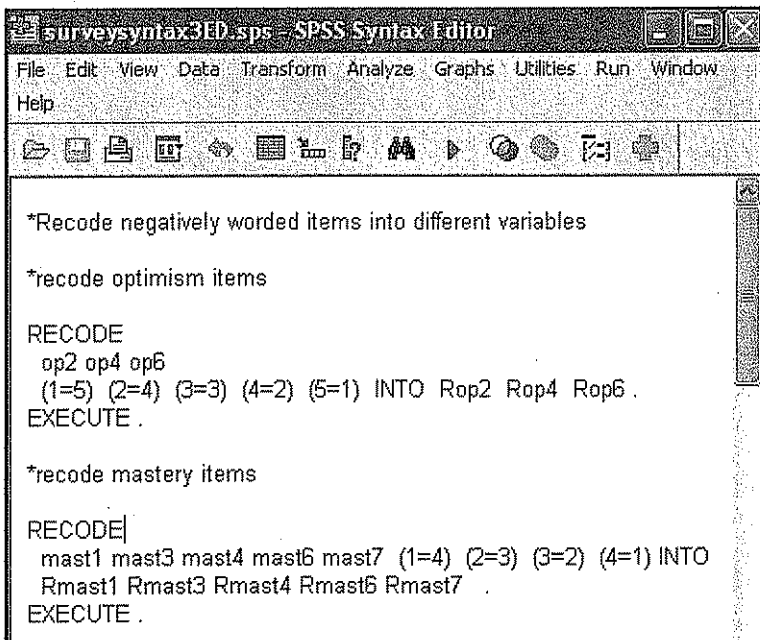 surveysyntax3ED.sps - SPSS Syntax Editor
File Edit View Data Transform Analyze Graphs Utilities Run Window
Help
*Recode negatively worded items into different variables
*recode optimism items
RECODE
op2 op4 op6
(1=5) (2=4) (3=3) (4=2) (5=1) INTO Rop2 Rop4 Rop6 .
EXECUTE .
*recode mastery items
RECODE
mast1 mast3 mast4 mast6 mast7 (1=4) (2=3) (3=2) (4=1) INTO
Rmast1 Rmast3 Rmast4 Rmast6 Rmast7 .
EXECUTE .